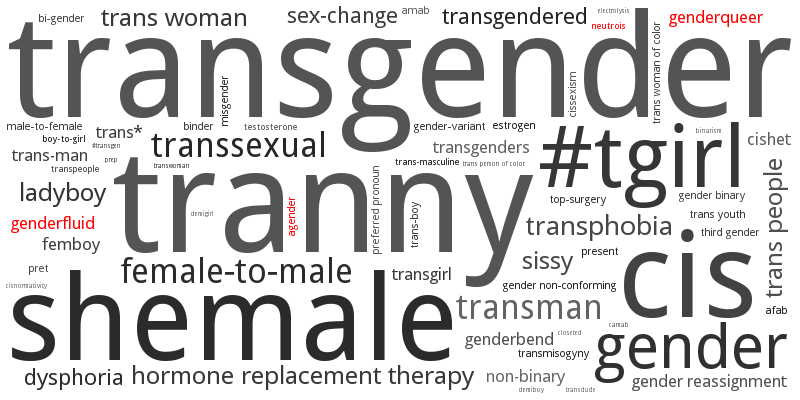 bi-gender
trans woman
sex-change
amab
transgendered
electrolysis
neutrois
genderqueer
transgender
misgender
cissexism
trans woman of color
male-to-female
boy-to-girl
trans*
#transgen
binder
testosterone
gender-variant
estrogen
binarism
cishet
trans-man
prep
transsexual
transwoman
transpeople
trans-masculine
transgenders
trans person of color
#tgirl
tranny
ladyboy
demigirl
agender
preferred pronoun
trans-boy
top-surgery
gender binary
trans people
genderfluid
femboy
transphobia
trans youth
third gender
pret
female-to-male
transgirl
sissy
present
cis
cisnormativity
shemale
gender non-conforming
transman
afab
camab
closeted
genderbend
transmisogyny
gender
dysphoria
hormone replacement therapy
non-binary
demiboy
transdude
gender reassignment